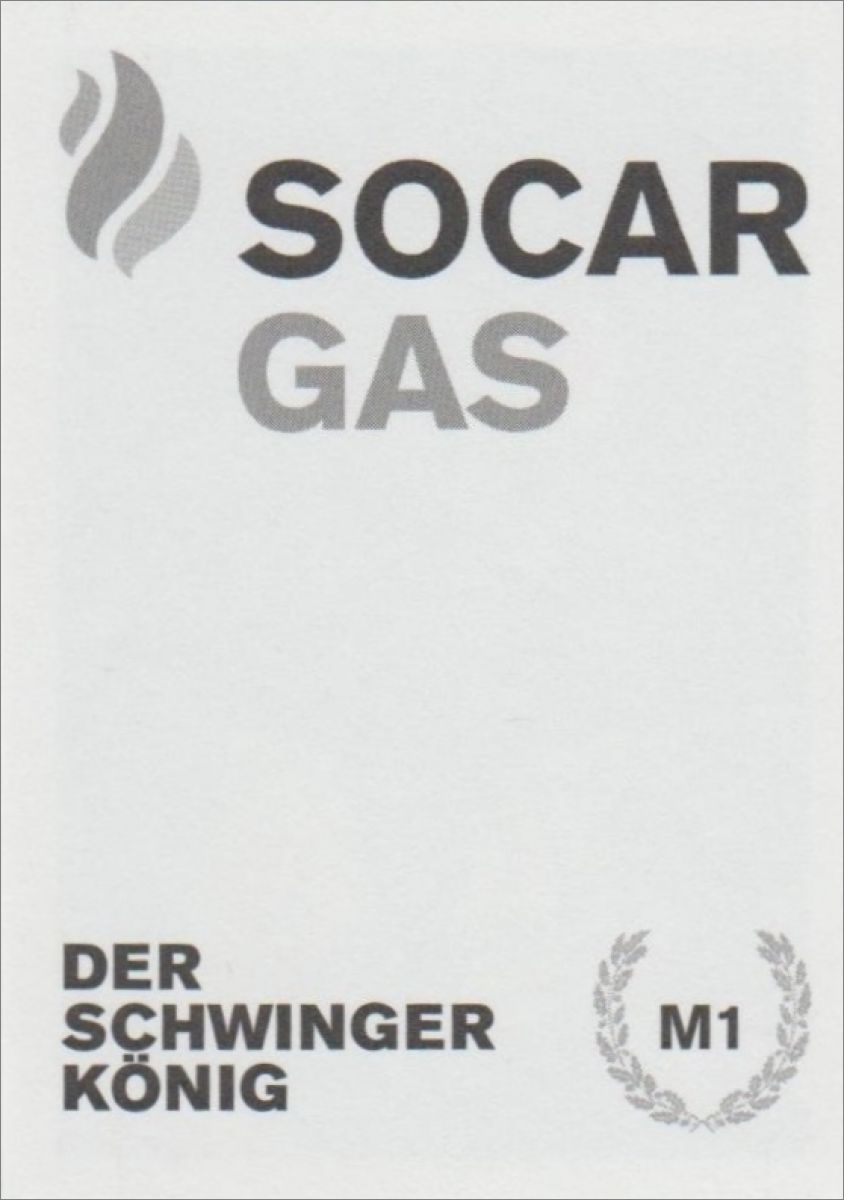 SOCAR
GAS
DER
SCHWINGER
KÖNIG
M1